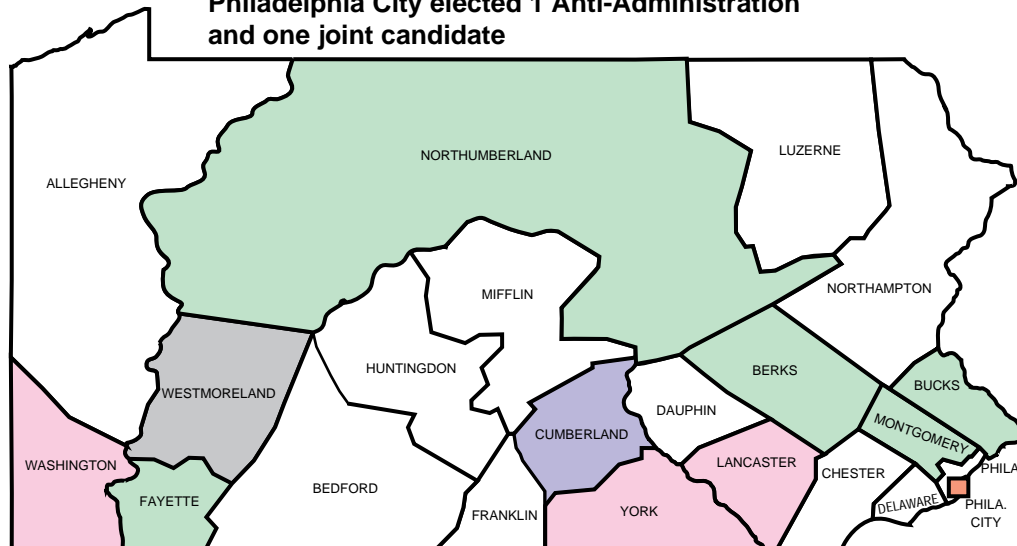 Philadelphia City elected 1 Anti-Administration
and one joint candidate
NORTHUMBERLAND
LUZERNE
ALLEGHENY
MIFFLIN
NORTHAMPTON
HUNTINGDON
BERKS
BUCKS
WESTMORELAND
DAUPHIN
MONTGOMERY
CUMBERLAND
WASHINGTON
LANCASTER
CHESTER
PHILA
BEDFORD
FAYETTE
DELAWARE
FRANKLIN
YORK
PHILA.
CITY